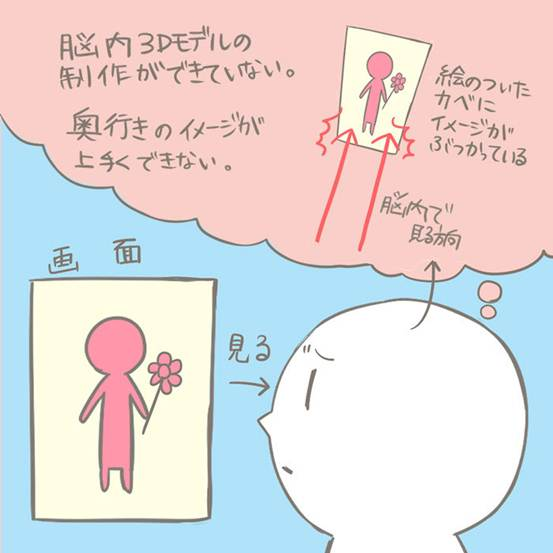 脳内3Dモデルの
制作ができていない。
奥行きのイメージが
上手くできない。
絵のついた
カベに
イメージが
ぶつかっている
脳内で
見る方向
画面
見る